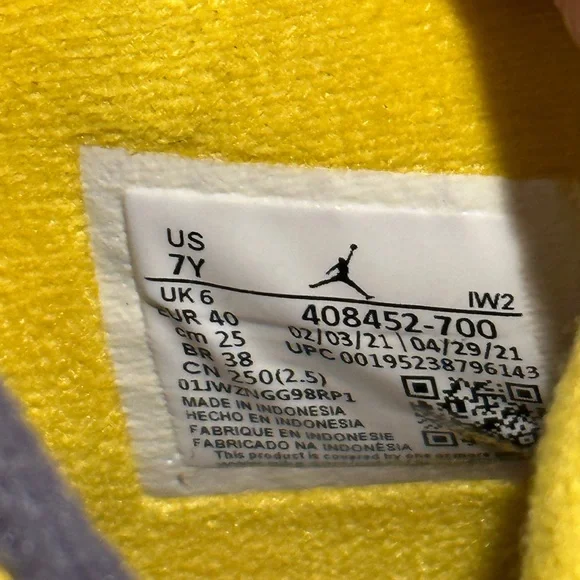 US
7Y
IW2
UK 6
408452-700
EUR 40
02/03/21 | 04/29/21
cm 25
UPC 00195238796143
BR 38
CN 250(2.5)
01JWZNGG98RP1
MADE IN INDONESIA
HECHO EN INDONESIA
FABRIQUE EN INDONESIE
FABRICADO NA INDONÉSIA
This product is covered by one or more